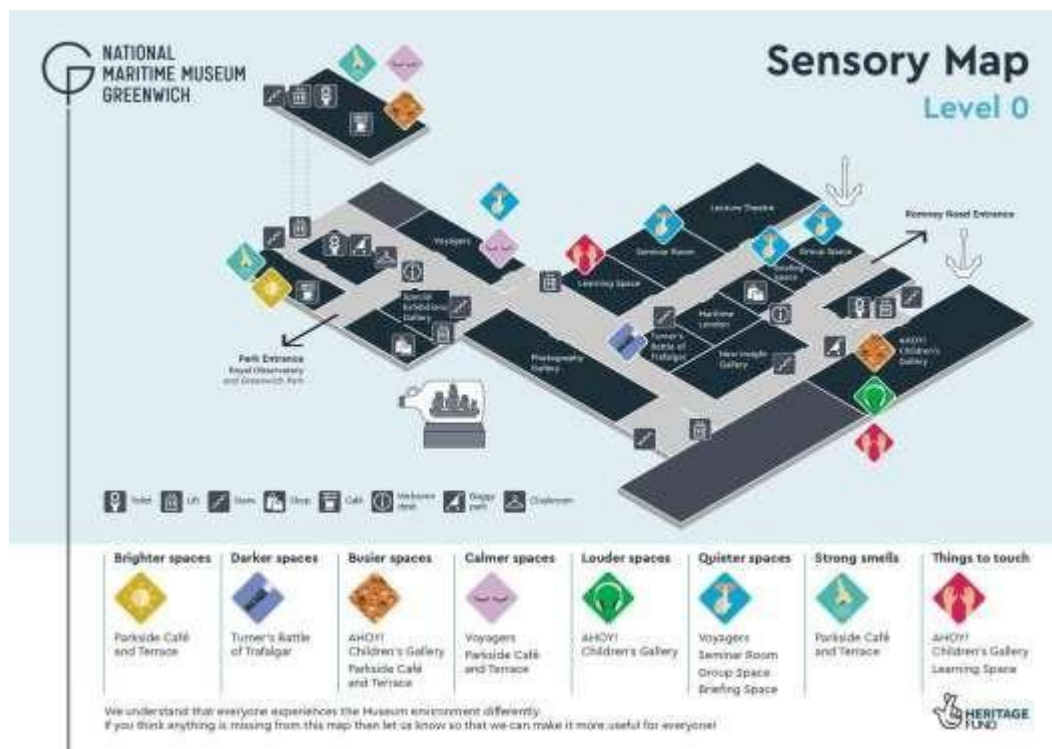 NATIONAL
MARITIME MUSEUM
GREENWICH
Sensory Map
Level 0
Lecture Theatre
Romney Road Entrance
Seminar Room
Group Space
Voyagers
Briefing
Space
Learning Space
Special
Exhibitions
Gallery
Maritime
London
Turner's
Battle of
Trafalgar
AHOY!
Children's
Gallery
Photography
Gallery
New Insight
Gallery
Park Entrance
Royal Observatory
and Greenwich Park
Toilet
Lift
Stairs
Shop
Café
Welcome
desk
Buggy
park
Cloakroom
Brighter spaces
Parkside Café
and Terrace
Darker spaces
Turner's Battle
of Trafalgar
Busier spaces
AHOY!
Children's Gallery
Parkside Café
and Terrace
Calmer spaces
Voyagers
Parkside Café
and Terrace
Louder spaces
AHOY!
Children's Gallery
Quieter spaces
Voyagers
Seminar Room
Group Space
Briefing Space
Strong smells
Parkside Café
and Terrace
Things to touch
AHOY!
Children's Gallery
Learning Space
We understand that everyone experiences the Museum environment differently.
If you think anything is missing from this map then let us know so that we can make it more useful for everyone!
HERITAGE
FUND